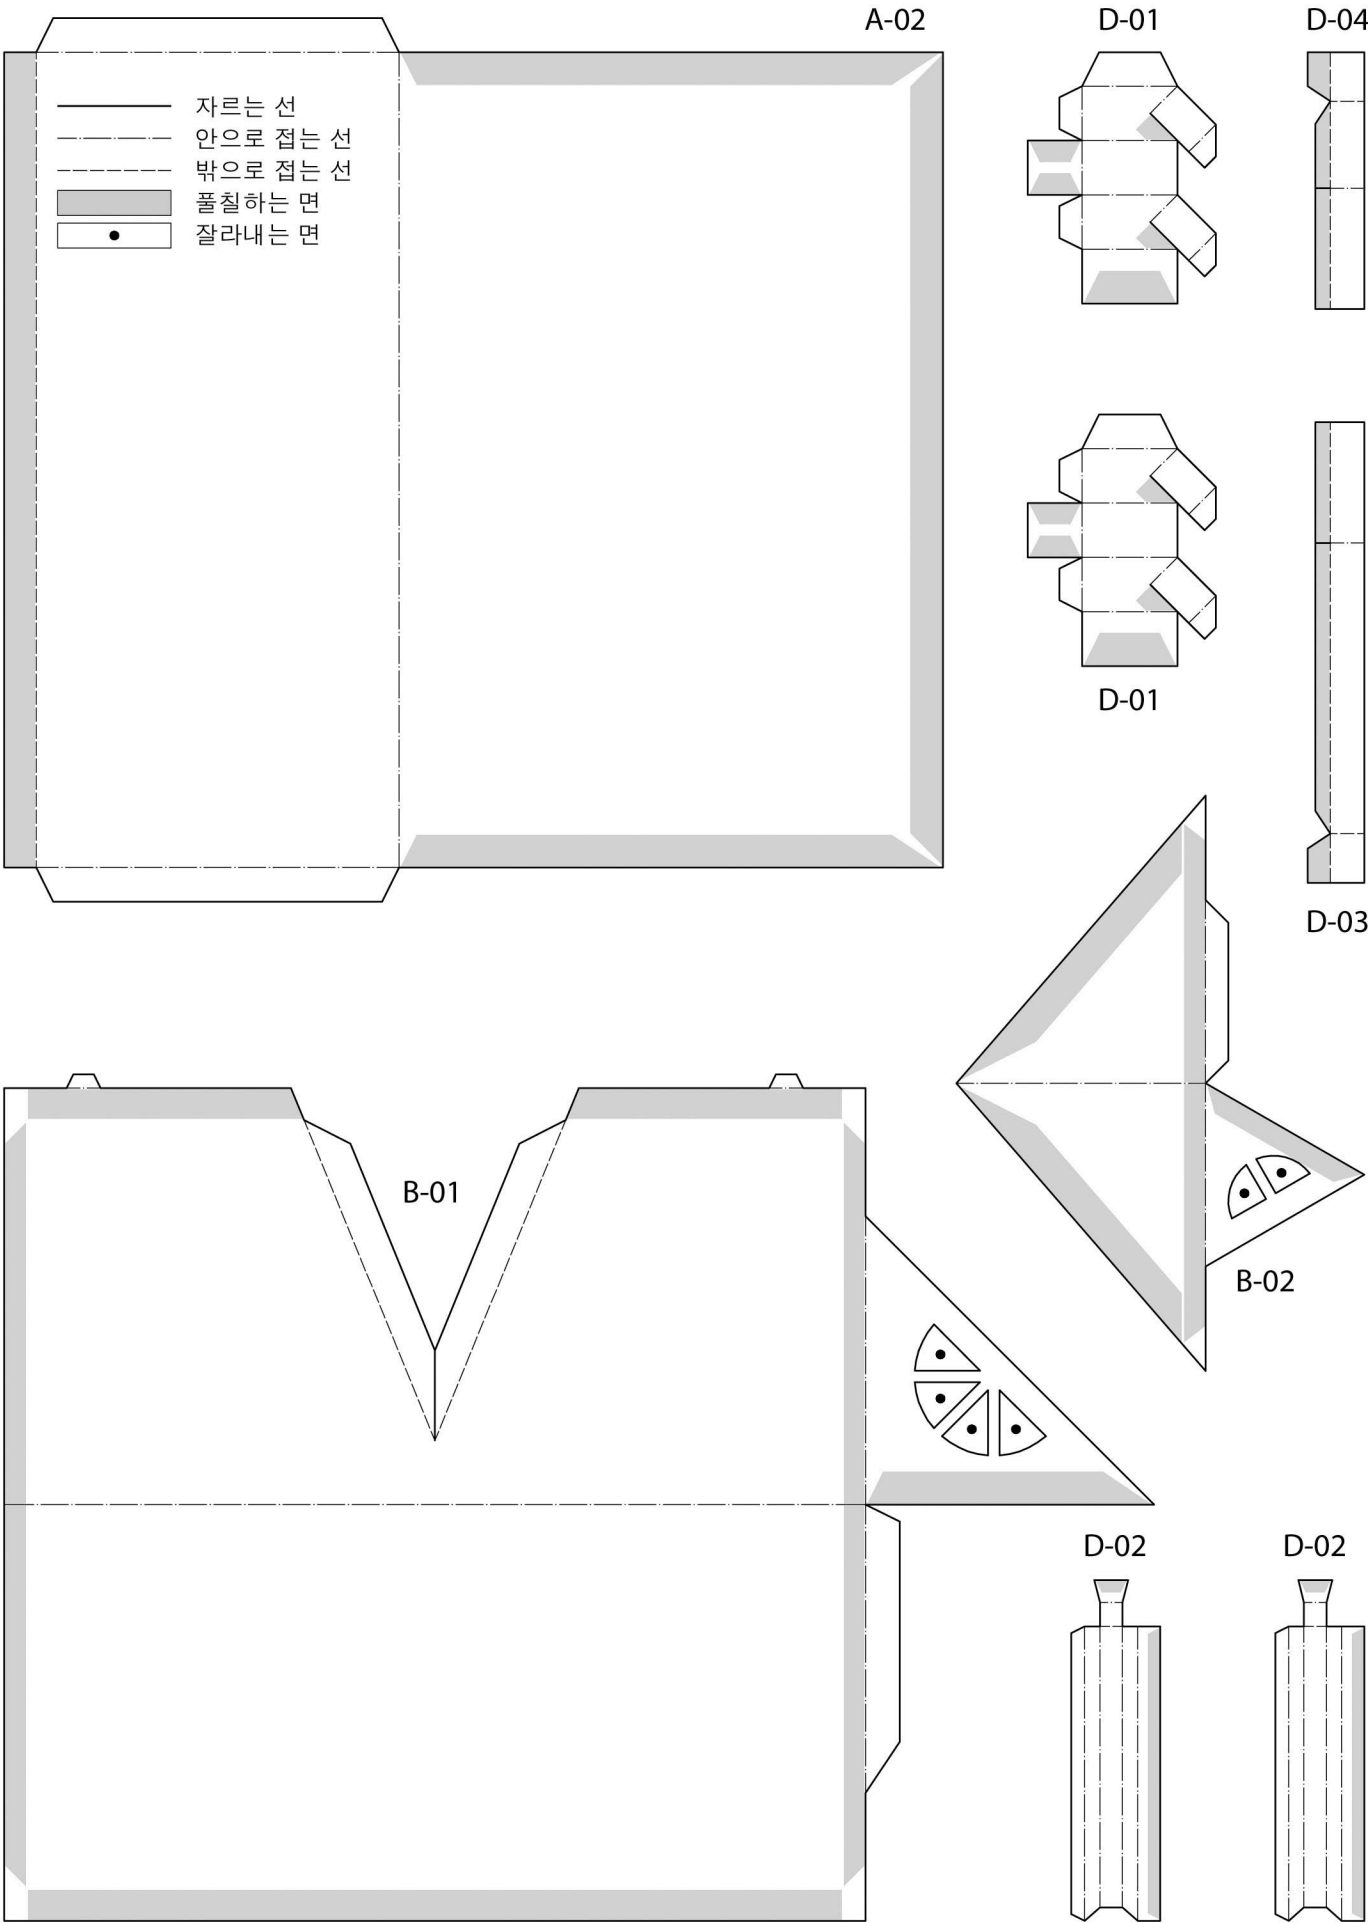 A-02
D-01
D-04
자르는 선
안으로 접는 선
밖으로 접는 선
풀칠하는 면
잘라내는 면
D-01
D-03
B-01
B-02
D-02
D-02